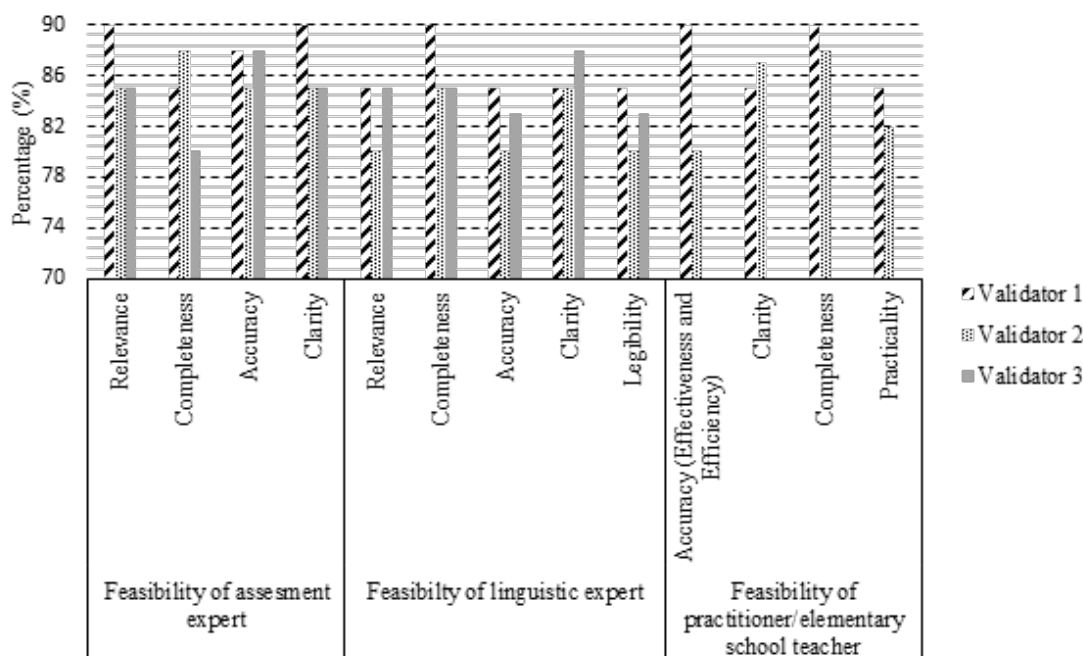 Percentage (%)
90
86
82
78
74
70
Relevance
Completeness
Accuracy
Clarity
Relevance
Completeness
Accuracy
Clarity
Legibility
Accuracy (Effectiveness and
Efficiency)
Clarity
Completeness
Practicality
Feasibility of assesment
expert
Feasibilty of linguistic expert
Feasibility of
practitioner/elementary
school teacher
Validator 1
Validator 2
Validator 3